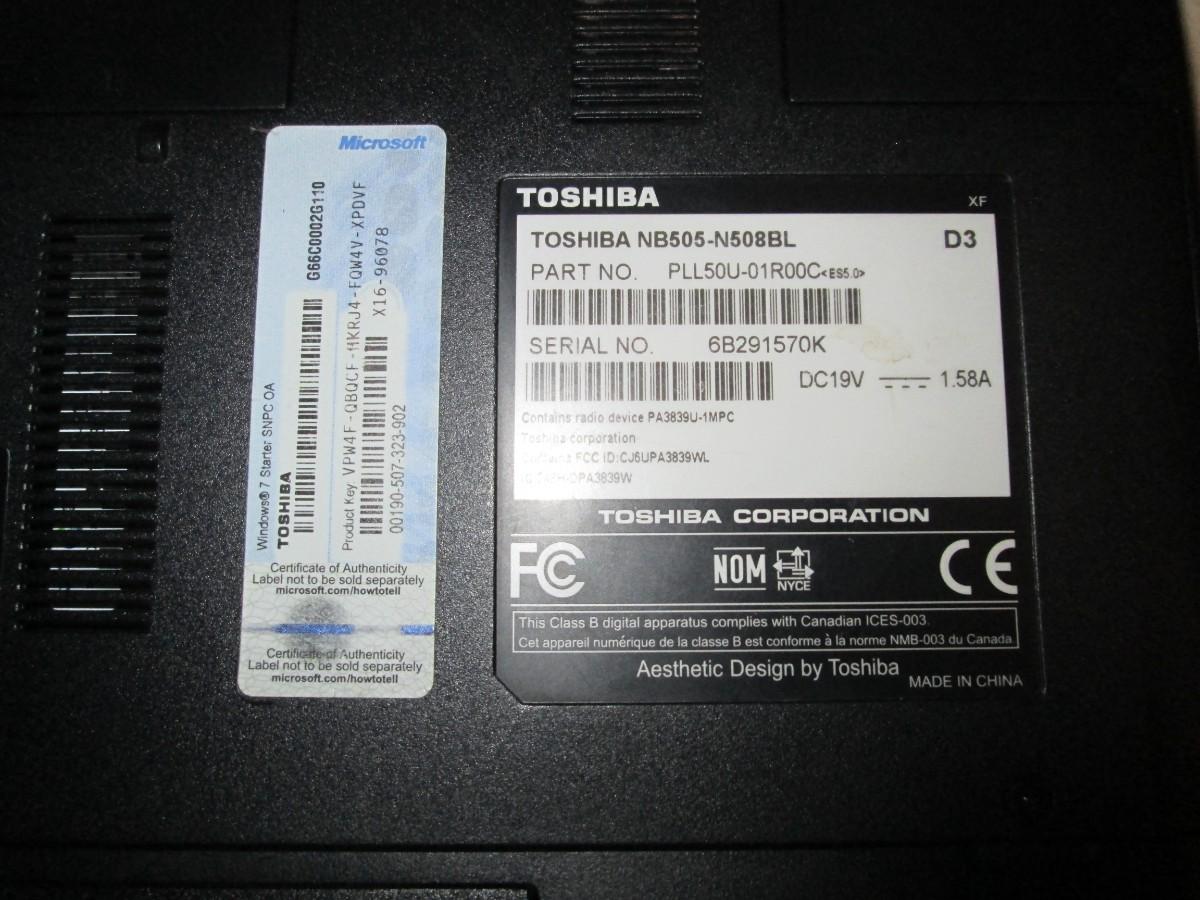 Microsoft
G66C0002G110
Windows® 7 Starter SNPC OA
TOSHIBA
X16-96078
Product Key: VPW4F-QBQCF-
-FQW4V-XPDVF
00190-507-323-902
Certificate of Authenticity
Label not to be sold separately
microsoft.com/howtotell
Certificate of Authenticity
Label not to be sold separately
microsoft.com/howtotell
TOSHIBA
XF
TOSHIBA NB505-N508BL D3
PART NO. PLL50U-01R00C<ES5.0>
SERIAL NO. 6B291570K
DC19V 1.58A
Contains radio device PA3839U-1MPC
Toshiba corporation
Contains FCC ID:CJ6UPA3839WL
TOSHIBA CORPORATION
FC
NOM
NYCE
CE
This Class B digital apparatus complies with Canadian ICES-003.
Cet appareil numérique de la classe B est conforme à la norme NMB-003 du Canada.
Aesthetic Design by Toshiba
MADE IN CHINA